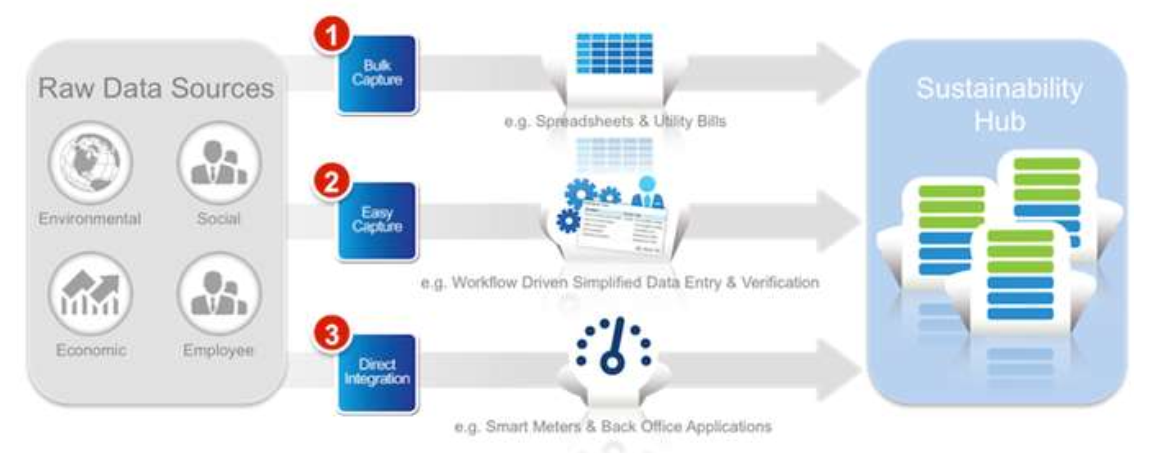 Raw Data Sources
Environmental
Social
Economic
Employee
1
Bulk
Capture
e.g. Spreadsheets & Utility Bills
2
Easy
Capture
e.g. Workflow Driven Simplified Data Entry & Verification
3
Direct
Integration
e.g. Smart Meters & Back Office Applications
Sustainability
Hub